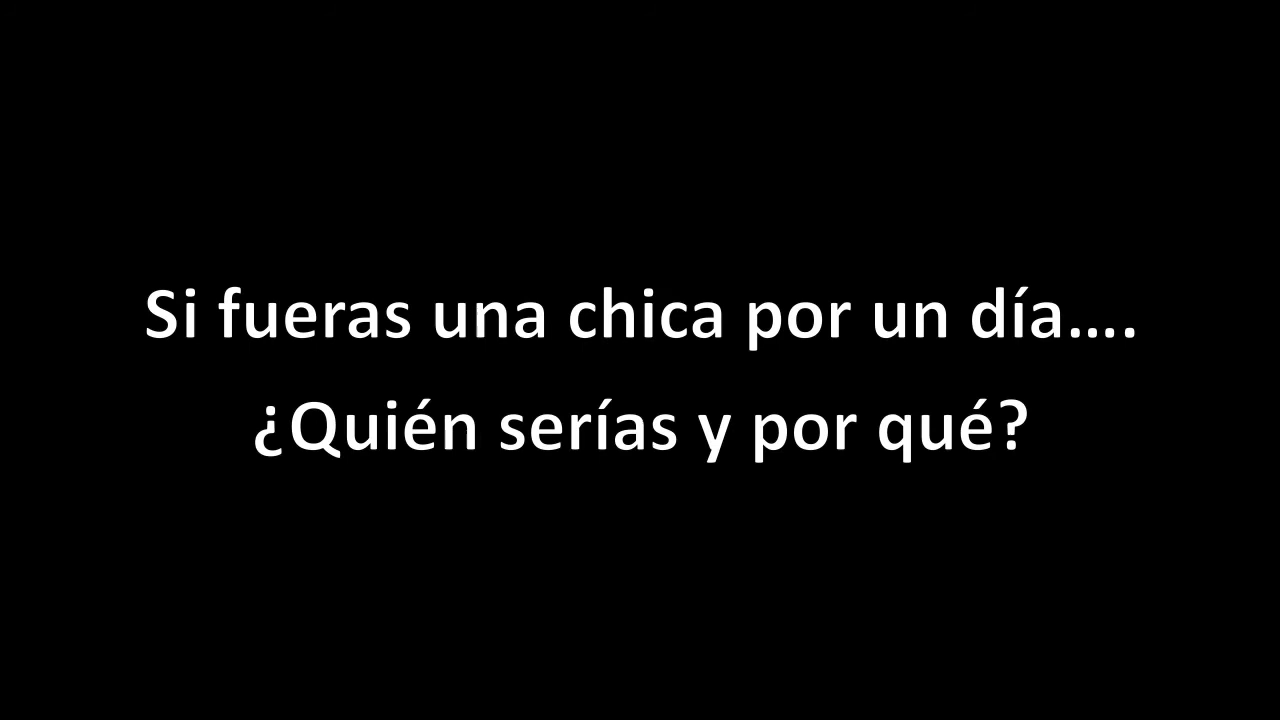 Si fueras una chica por un día....
¿Quién serías y por qué?